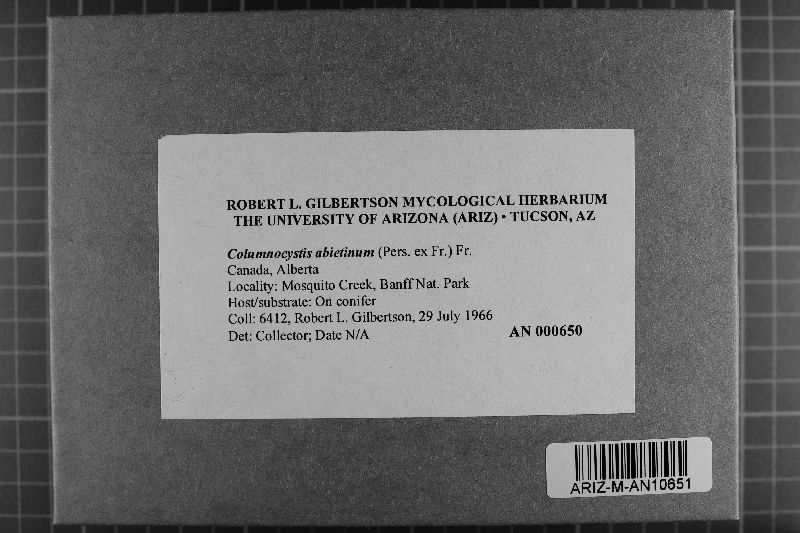 ROBERT L. GILBERTSON MYCOLOGICAL HERBARIUM
THE UNIVERSITY OF ARIZONA (ARIZ) • TUCSON, AZ
Columnocystis abietinum (Pers. ex Fr.) Fr.
Canada, Alberta
Locality: Mosquito Creek, Banff Nat. Park
Host/substrate: On conifer
Coll: 6412, Robert L. Gilbertson, 29 July 1966
Det: Collector; Date N/A
AN 000650
ARIZ-M-AN10651